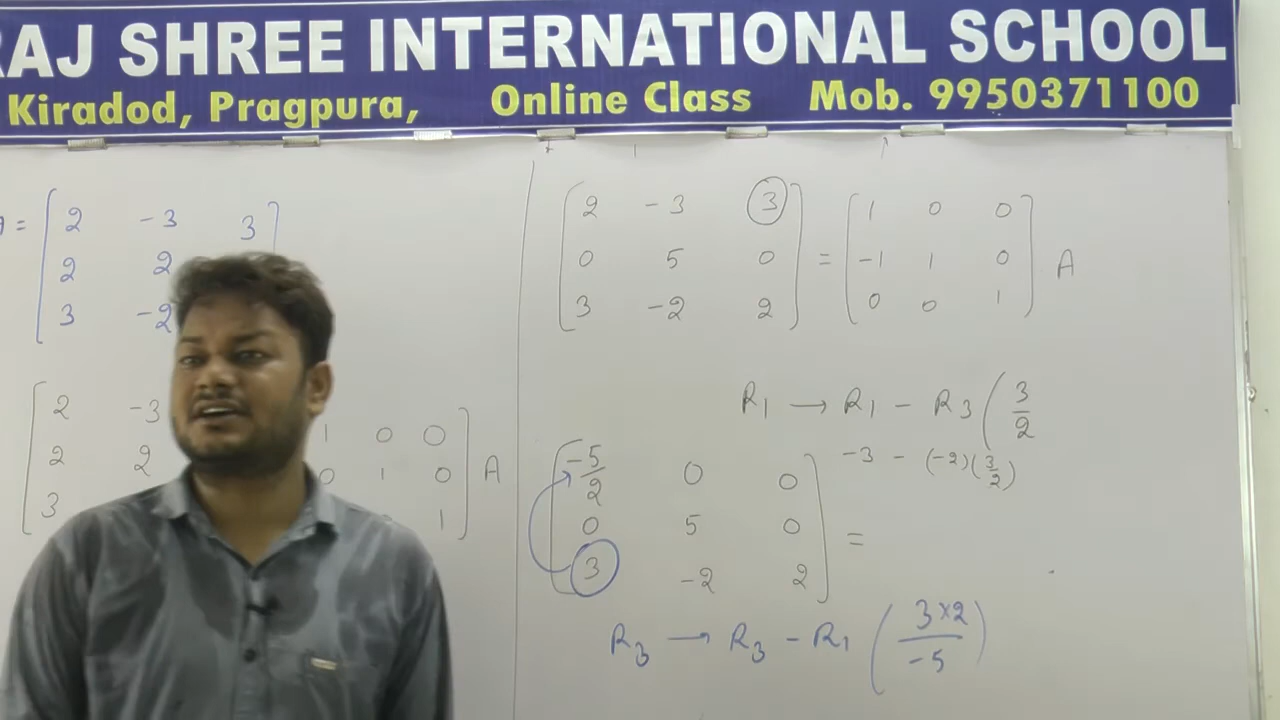 RAJ SHREE INTERNATIONAL SCHOOL
Kiradod, Pragpura, Online Class Mob. 9950371100
= [ 2 -3 3 ]
2 2
3 -2
[ 2 -3 1 0 0 ]
2 2 0 1 0 A
3 1
[ 2 -3 3 ] [ 1 0 0 ]
0 5 0 = -1 1 0 A
3 -2 2 0 0 1
R1 → R1 - R3 ( 3/2
-3 - (-2)(3/2)
[ -5/2 0 0 ]
0 5 0 =
3 -2 2
R3 → R3 - R1 ( 3×2/-5 )